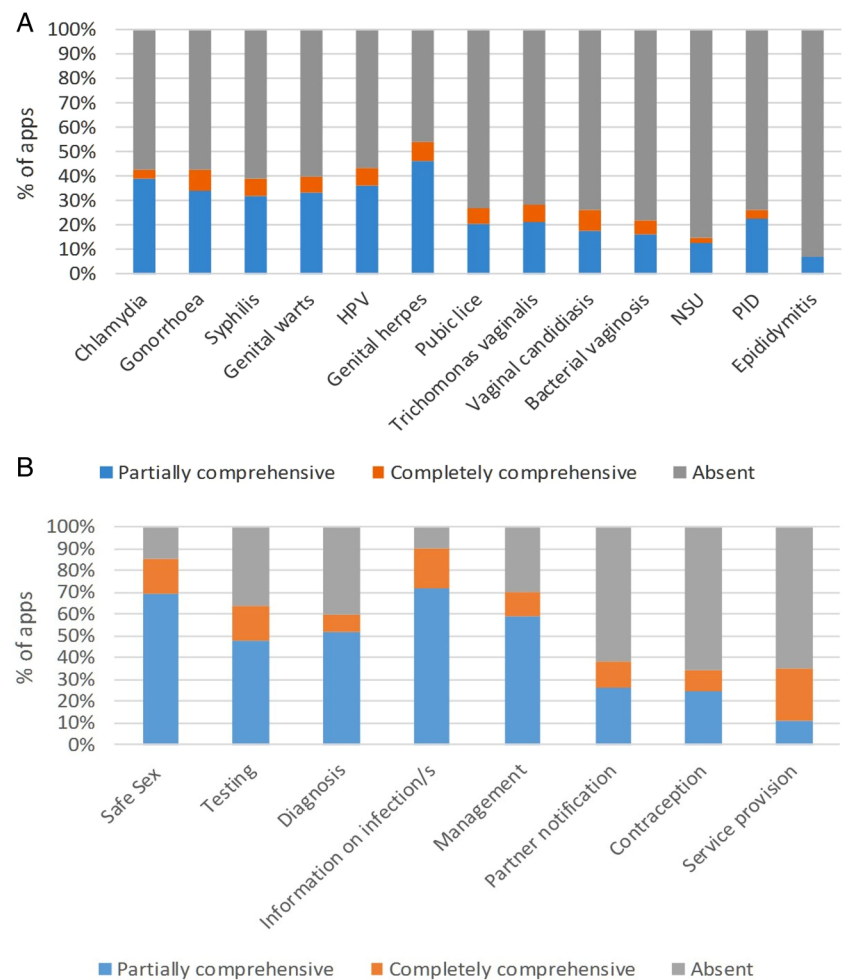 A
100%
90%
80%
70%
60%
50%
40%
30%
20%
10%
0%
% of apps
Chlamydia
Gonorrhoea
Syphilis
Genital warts
HPV
Genital herpes
Pubic lice
Trichomonas vaginalis
Vaginal candidiasis
Bacterial vaginosis
NSU
PID
Epididymitis
Partially comprehensive Completely comprehensive Absent
B
100%
90%
80%
70%
60%
50%
40%
30%
20%
10%
0%
% of apps
Safe Sex
Testing
Diagnosis
Information on infection/s
Management
Partner notification
Contraception
Service provision
Partially comprehensive Completely comprehensive Absent